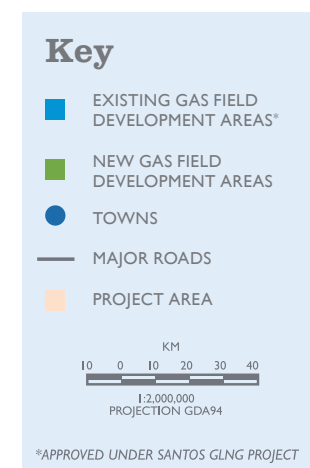 Key
EXISTING GAS FIELD
DEVELOPMENT AREAS*
NEW GAS FIELD
DEVELOPMENT AREAS
TOWNS
MAJOR ROADS
PROJECT AREA
KM
10 0 10 20 30 40
1:2,000,000
PROJECTION GDA94
*APPROVED UNDER SANTOS GLNG PROJECT